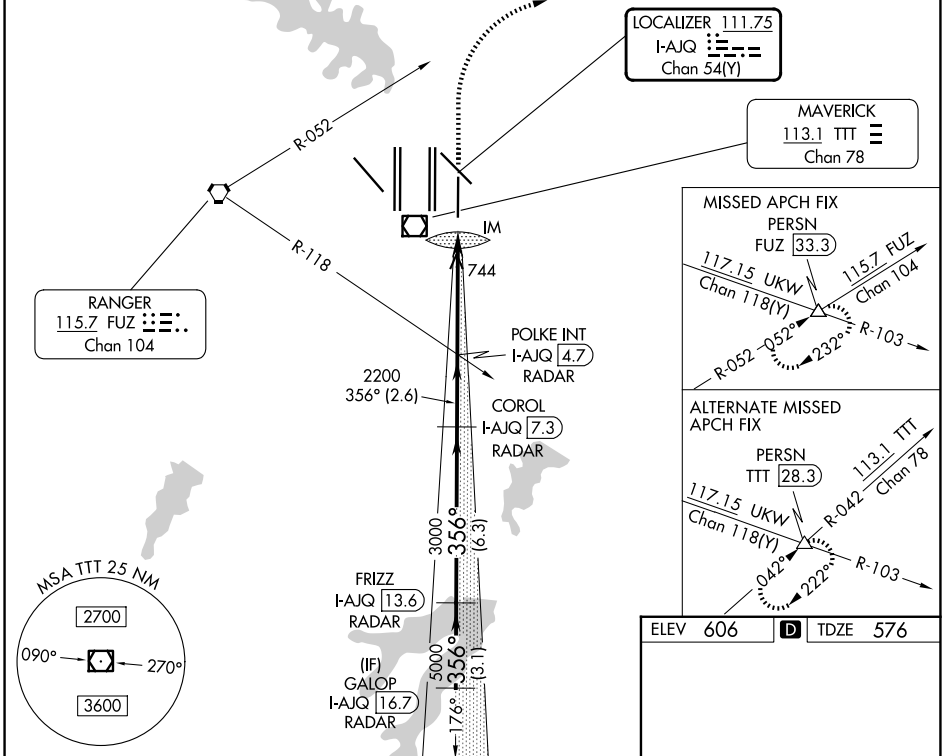 LOCALIZER 111.75
I-AJQ
Chan 54(Y)
R-052
MAVERICK
113.1 TTT
Chan 78
MISSED APCH FIX
PERSN
FUZ 33.3
117.15 UKW
Chan 118(Y)
115.7 FUZ
Chan 104
R-103
R-052
052°
232°
IM
744
R-118
RANGER
115.7 FUZ
Chan 104
POLKE INT
I-AJQ 4.7
RADAR
2200
356° (2.6)
COROL
I-AJQ 7.3
RADAR
ALTERNATE MISSED
APCH FIX
PERSN
TTT 28.3
113.1 TTT
Chan 78
117.15 UKW
Chan 118(Y)
R-042
R-103
042°
222°
3000
356°
(6.3)
FRIZZ
I-AJQ 13.6
RADAR
5000
356°
(3.1)
(IF)
GALOP
I-AJQ 16.7
RADAR
176°
MSA TTT 25 NM
2700
090°
270°
3600
ELEV 606 D TDZE 576